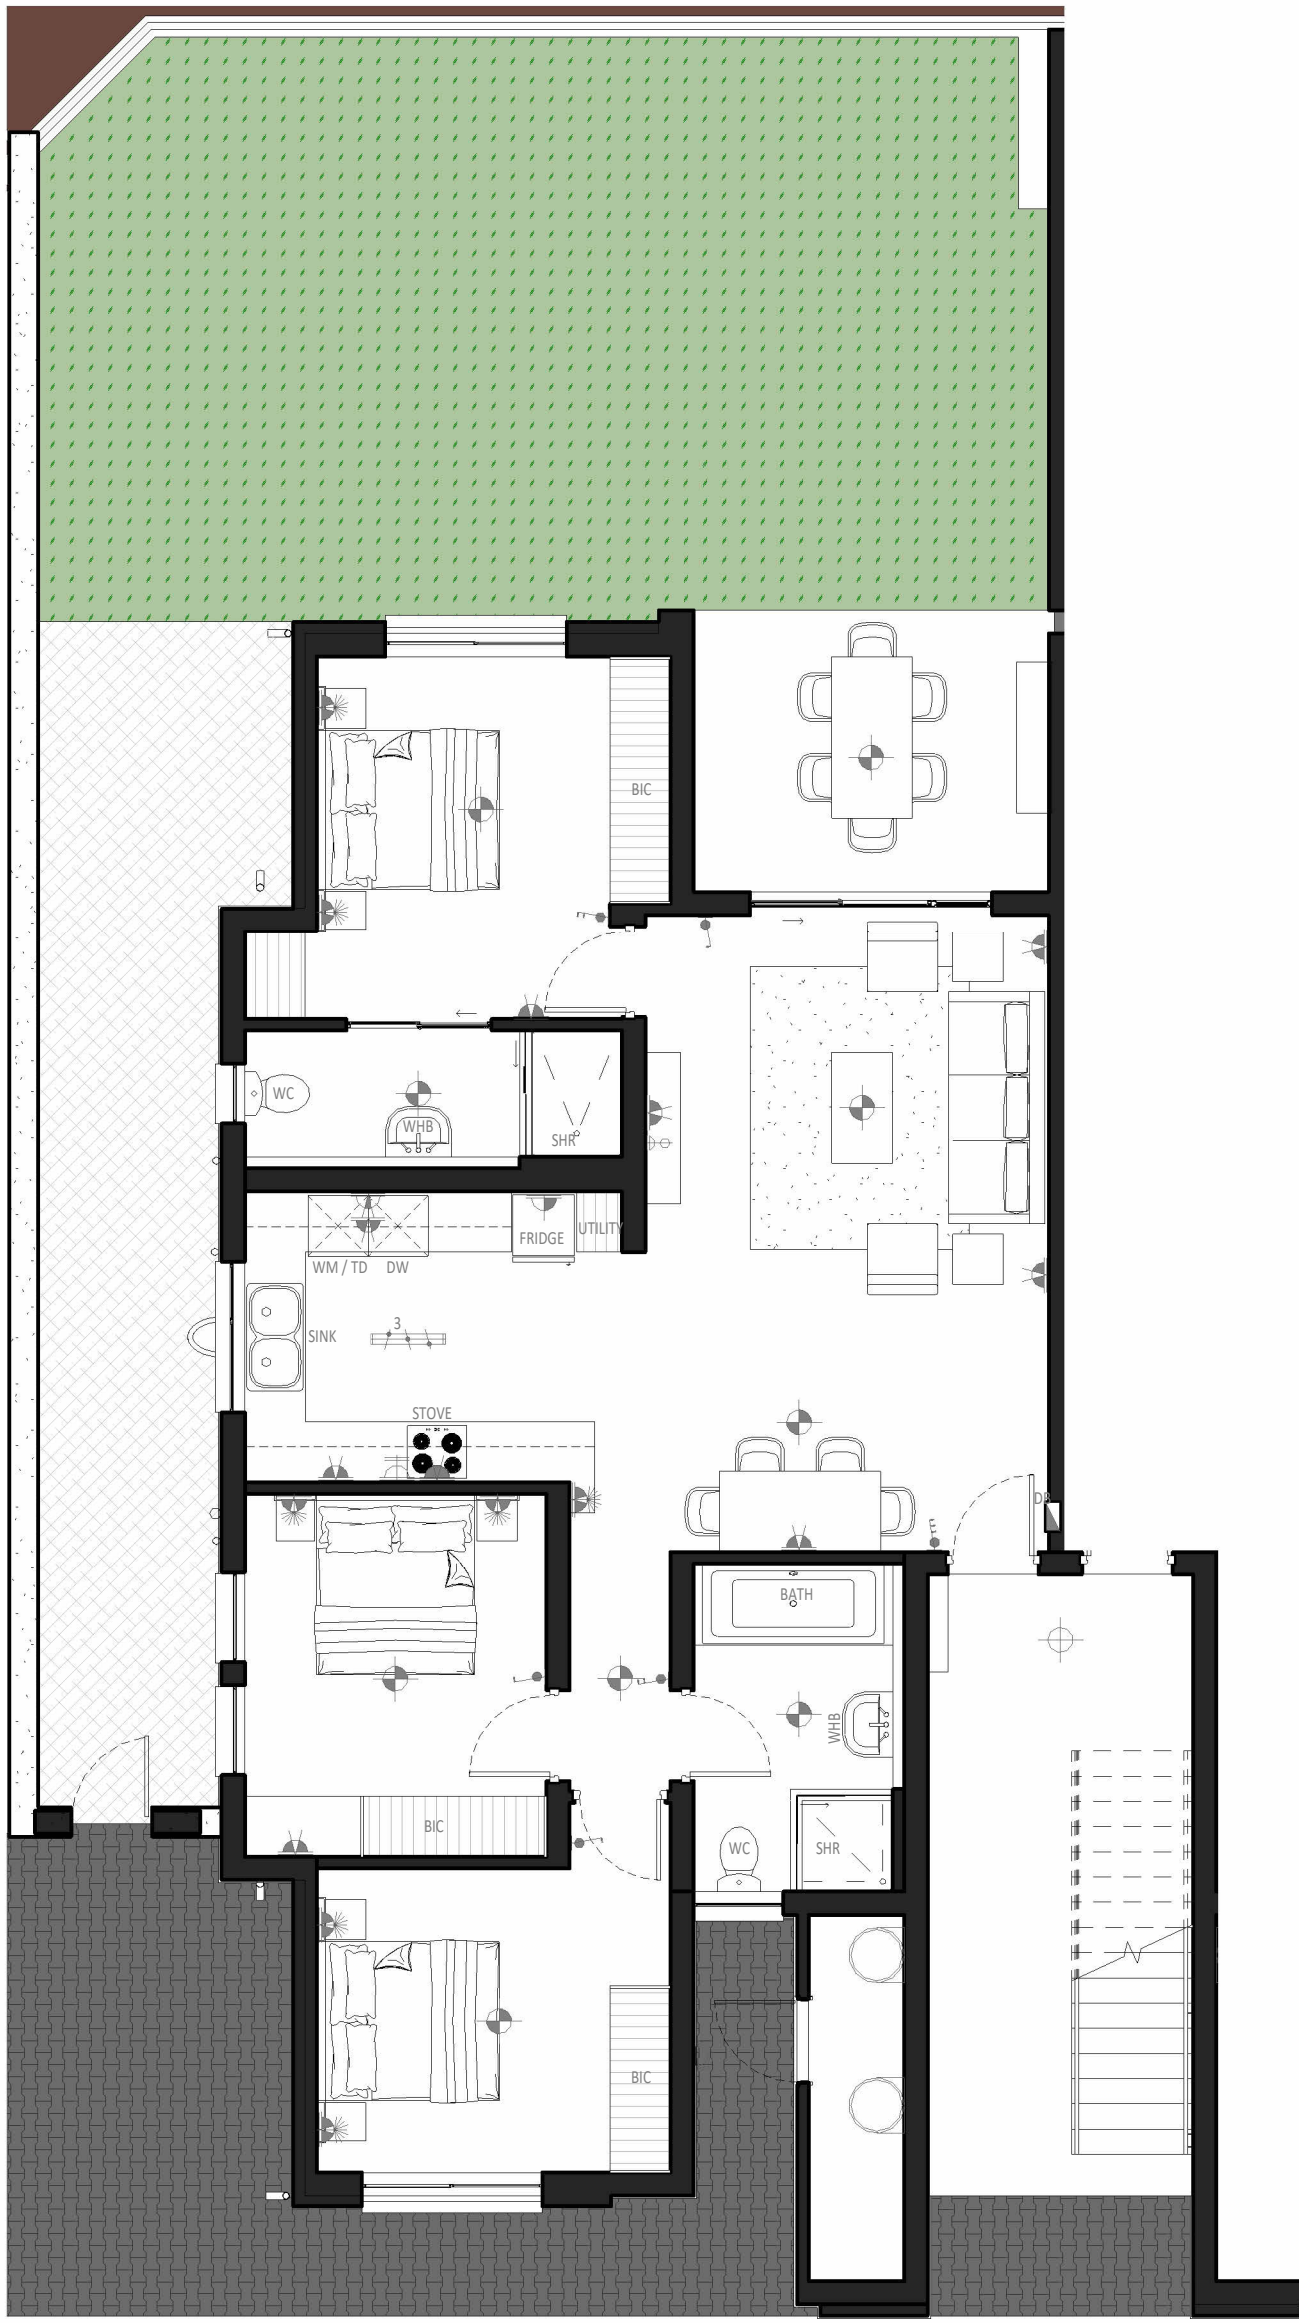 BIC
WC
WHB
SHR
FRIDGE
UTILITY
WM / TD
DW
SINK
3
STOVE
DB
BATH
WHB
BIC
WC
SHR
BIC